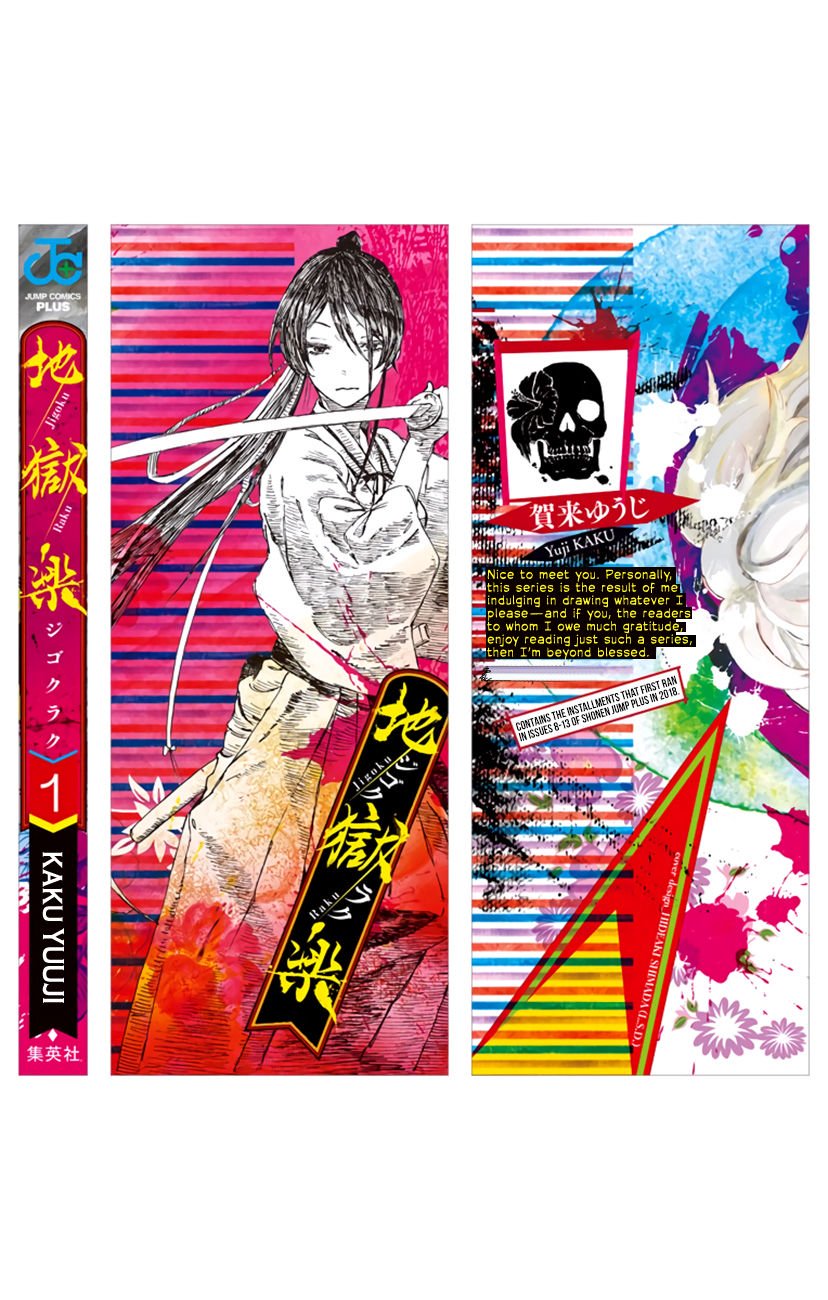 JUMP COMICS
PLUS
地獄楽
Jigoku
Raku
ジゴクラク
1
KAKU YUUJI
集英社
地獄楽
Jigoku
Raku
ジゴクラク
賀来ゆうじ
Yuji KAKU
Nice to meet you. Personally,
this series is the result of me
indulging in drawing whatever I
please—and if you, the readers
to whom I owe much gratitude,
enjoy reading just such a series,
then I'm beyond blessed.
CONTAINS THE INSTALLMENTS THAT FIRST RAN
IN ISSUES 8-13 OF SHONEN JUMP PLUS IN 2018.
cover design_HIDEAKI SHIMADA (L.S.D.)